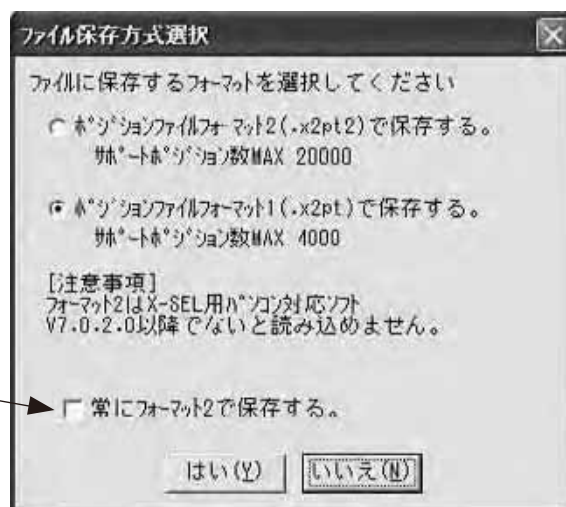 ファイル保存方式選択
ファイルに保存するフォーマットを選択してください
ポジションファイルフォーマット2(.x2pt2)で保存する。
サポートポジション数MAX 20000
ポジションファイルフォーマット1(.x2pt)で保存する。
サポートポジション数MAX 4000
[注意事項]
フォーマット2はX-SEL用パソコン対応ソフト
V7.0.2.0以降でないと読み込めません。
常にフォーマット2で保存する。
はい(Y) いいえ(N)